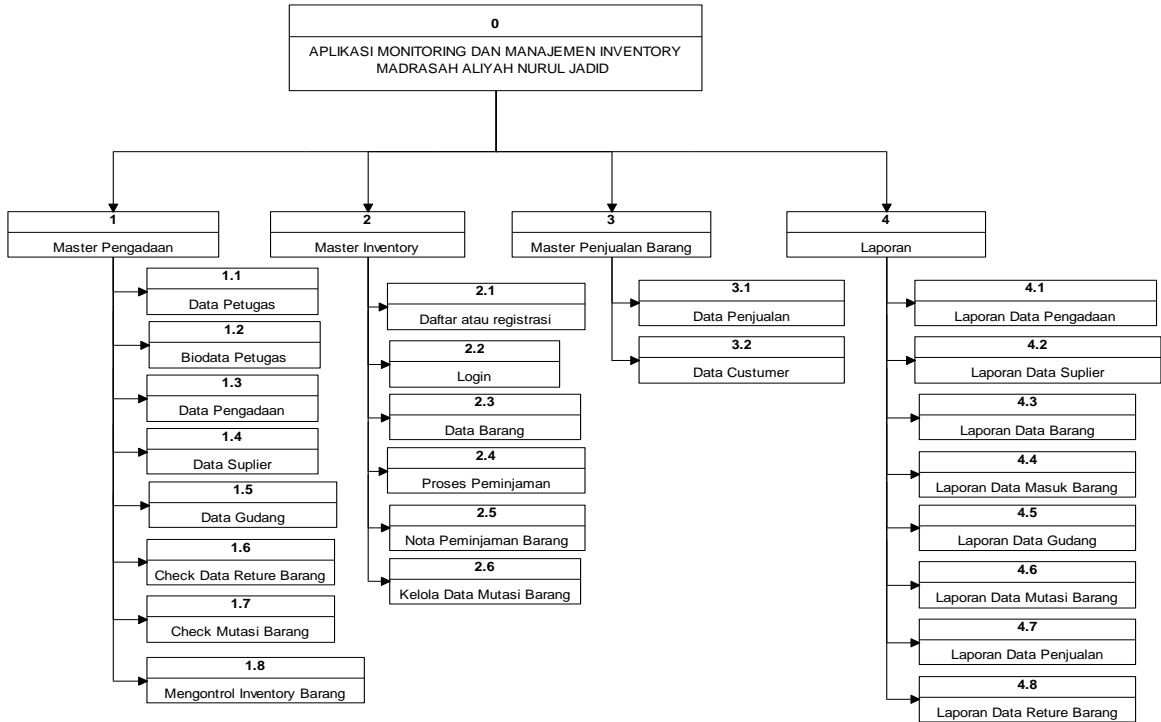 0
APLIKASI MONITORING DAN MANAJEMEN INVENTORY
MADRASAH ALIYAH NURUL JADID
1
Master Pengadaan
1.1
Data Petugas
1.2
Biodata Petugas
1.3
Data Pengadaan
1.4
Data Suplier
1.5
Data Gudang
1.6
Check Data Reture Barang
1.7
Check Mutasi Barang
1.8
Mengontrol Inventory Barang
2
Master Inventory
2.1
Daftar atau registrasi
2.2
Login
2.3
Data Barang
2.4
Proses Peminjaman
2.5
Nota Peminjaman Barang
2.6
Kelola Data Mutasi Barang
3
Master Penjualan Barang
3.1
Data Penjualan
3.2
Data Custumer
4
Laporan
4.1
Laporan Data Pengadaan
4.2
Laporan Data Suplier
4.3
Laporan Data Barang
4.4
Laporan Data Masuk Barang
4.5
Laporan Data Gudang
4.6
Laporan Data Mutasi Barang
4.7
Laporan Data Penjualan
4.8
Laporan Data Reture Barang